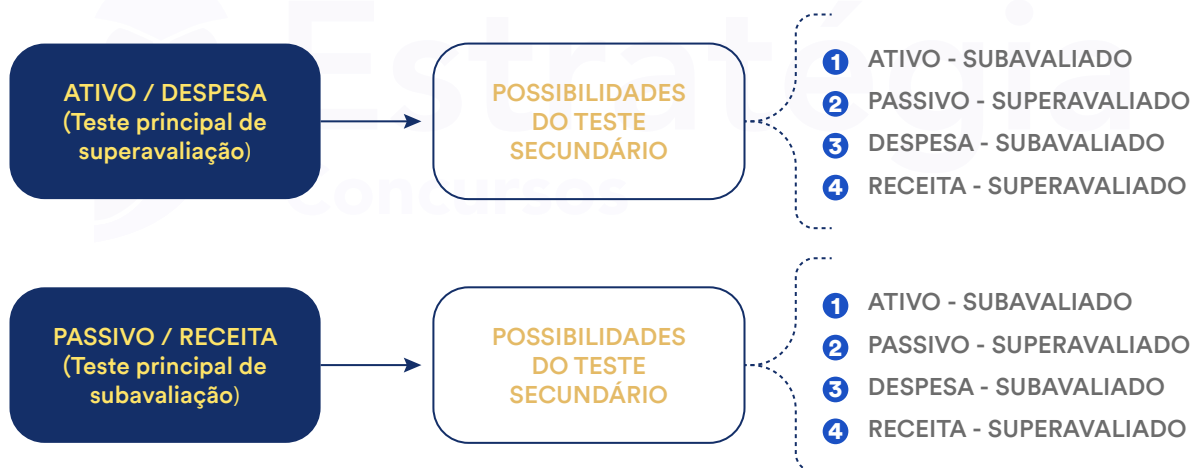 Estratégia
Concursos
ATIVO / DESPESA
(Teste principal de
superavaliação)
POSSIBILIDADES
DO TESTE
SECUNDÁRIO
1 ATIVO - SUBAVALIADO
2 PASSIVO - SUPERAVALIADO
3 DESPESA - SUBAVALIADO
4 RECEITA - SUPERAVALIADO
PASSIVO / RECEITA
(Teste principal de
subavaliação)
POSSIBILIDADES
DO TESTE
SECUNDÁRIO
1 ATIVO - SUBAVALIADO
2 PASSIVO - SUPERAVALIADO
3 DESPESA - SUBAVALIADO
4 RECEITA - SUPERAVALIADO